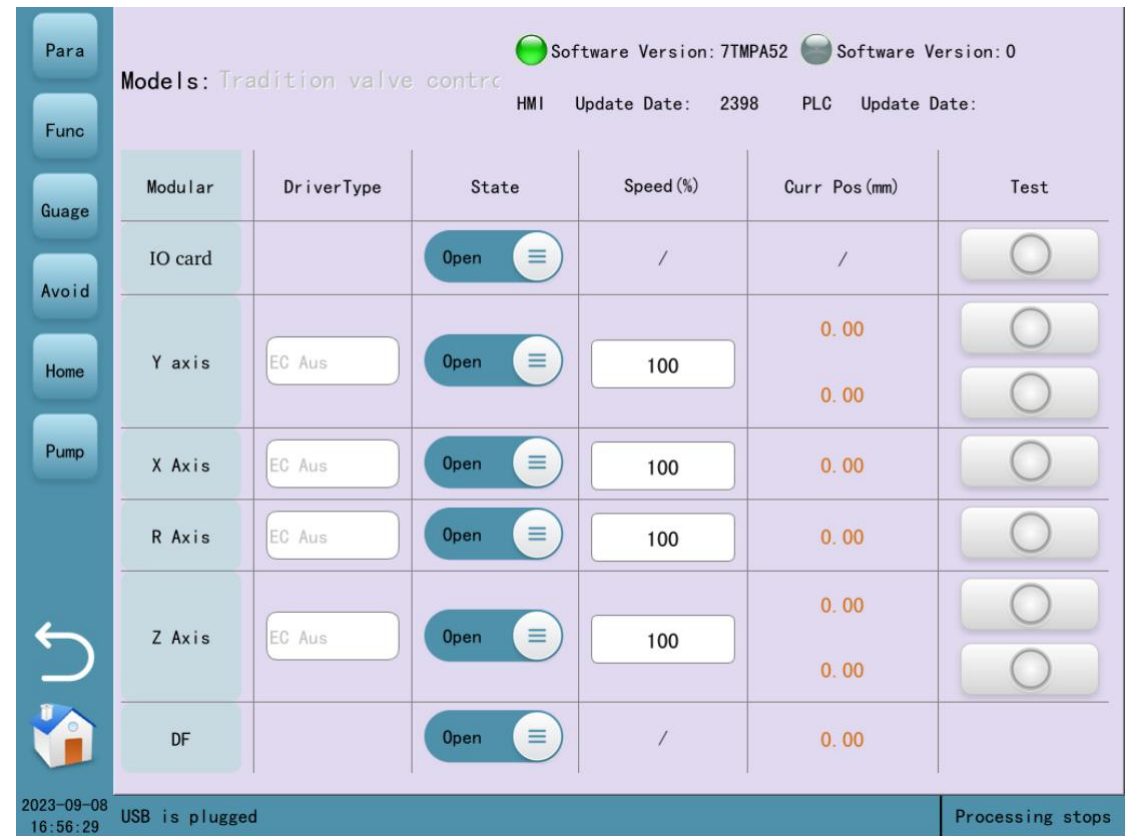 Para
Func
Guage
Avoid
Home
Pump
Models: Tradition valve contro
Software Version: 7TMPA52 Software Version: 0
HMI Update Date: 2398 PLC Update Date:
Modular DriverType State Speed(%) Curr Pos(mm) Test
IO card Open / /
0.00
Y axis EC Aus Open 100
0.00
X Axis EC Aus Open 100 0.00
R Axis EC Aus Open 100 0.00
0.00
Z Axis EC Aus Open 100
0.00
DF Open / 0.00
2023-09-08
16:56:29
USB is plugged
Processing stops